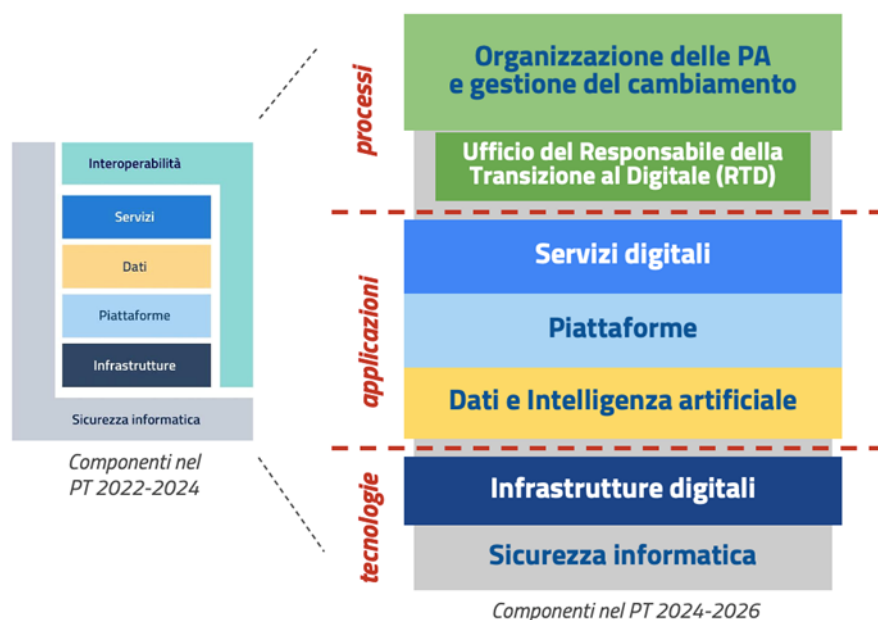 Interoperabilità
Servizi
Dati
Piattaforme
Infrastrutture
Sicurezza informatica
Componenti nel
PT 2022-2024
processi
Organizzazione delle PA
e gestione del cambiamento
Ufficio del Responsabile della
Transizione al Digitale (RTD)
applicazioni
Servizi digitali
Piattaforme
Dati e Intelligenza artificiale
tecnologie
Infrastrutture digitali
Sicurezza informatica
Componenti nel PT 2024-2026